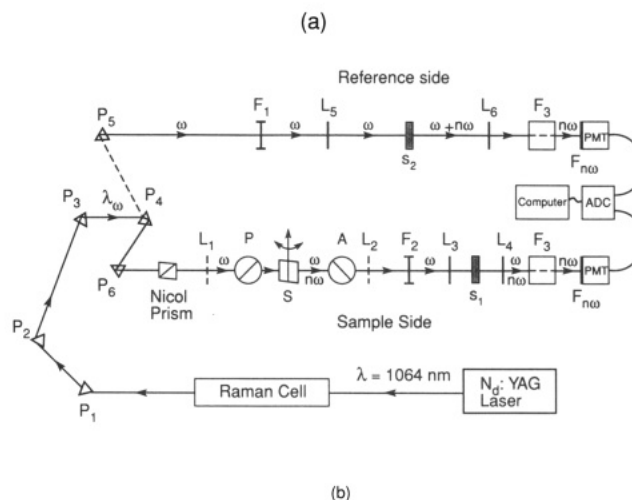 (a)
Reference side
P5 F1 L5 L6 F3
ω ω ω ω +nω nω PMT
s2 Fnω
P3 λω P4
Computer ADC
L1 P A L2 F2 L3 L4 F3
ω ω nω ω ω nω nω PMT
P6 Nicol Prism S s1 Fnω
Sample Side
P2
P1
Raman Cell
λ = 1064 nm
Nd: YAG
Laser
(b)